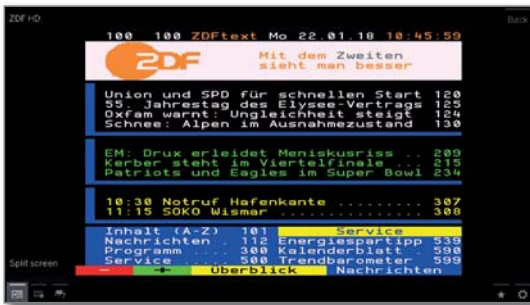 ZDF HD Back
100 100 ZDFtext Mo 22.01.18 10:45:59
ZDF Mit dem Zweiten
sieht man besser
Union und SPD für schnellen Start 120
55. Jahrestag des Elysee-Vertrags 125
Oxfam warnt: Ungleichheit steigt 124
Schnee: Alpen im Ausnahmezustand 130
EM: Drux erleidet Meniskusriss .. 209
Kerber steht im Viertelfinale ... 215
Patriots und Eagles im Super Bowl 234
10:30 Notruf Hafenkante ......... 307
11:15 SOKO Wismar ............... 308
Inhalt (A-Z) 101 Service
Nachrichten . 112 Energiespartipp 539
Programm .... 300 Kalenderblatt . 590
Service ..... 500 Trendbarometer 599
Split screen
- + Überblick Nachrichten